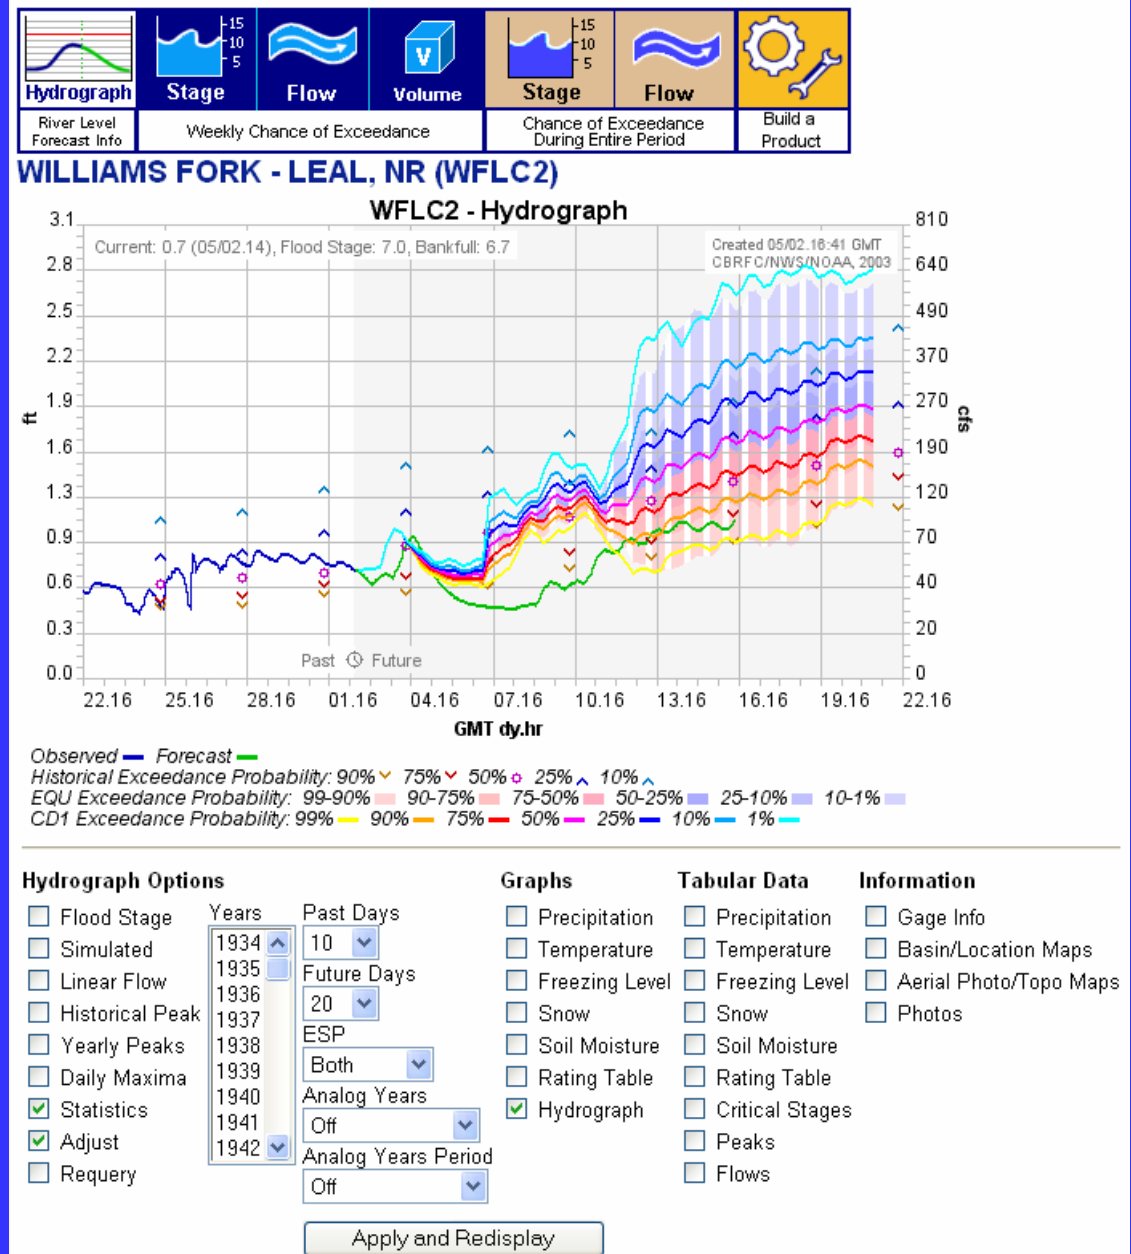 15
10
5
15
10
5
V
Hydrograph Stage Flow Volume Stage Flow
River Level Forecast Info
Weekly Chance of Exceedance
Chance of Exceedance During Entire Period
Build a Product
WILLIAMS FORK - LEAL, NR (WFLC2)
WFLC2 - Hydrograph
Current: 0.7 (05/02.14), Flood Stage: 7.0, Bankfull: 6.7
Created 05/02.16:41 GMT
CBRFC/NWS/NOAA, 2003
3.1 810
2.8 640
2.5 490
2.2 370
1.9 270
ft cfs
1.6 190
1.3 120
0.9 70
0.6 40
0.3 20
Past Future
0.0 0
22.16 25.16 28.16 01.16 04.16 07.16 10.16 13.16 16.16 19.16 22.16
GMT dy.hr
Observed Forecast
Historical Exceedance Probability: 90% 75% 50% 25% 10%
EQU Exceedance Probability: 99-90% 90-75% 75-50% 50-25% 25-10% 10-1%
CD1 Exceedance Probability: 99% 90% 75% 50% 25% 10% 1%
Hydrograph Options
Flood Stage
Simulated
Linear Flow
Historical Peak
Yearly Peaks
Daily Maxima
Statistics
Adjust
Requery
Years
1934
1935
1936
1937
1938
1939
1940
1941
1942
Past Days
10
Future Days
20
ESP
Both
Analog Years
Off
Analog Years Period
Off
Graphs
Precipitation
Temperature
Freezing Level
Snow
Soil Moisture
Rating Table
Hydrograph
Tabular Data
Precipitation
Temperature
Freezing Level
Snow
Soil Moisture
Rating Table
Critical Stages
Peaks
Flows
Information
Gage Info
Basin/Location Maps
Aerial Photo/Topo Maps
Photos
Apply and Redisplay